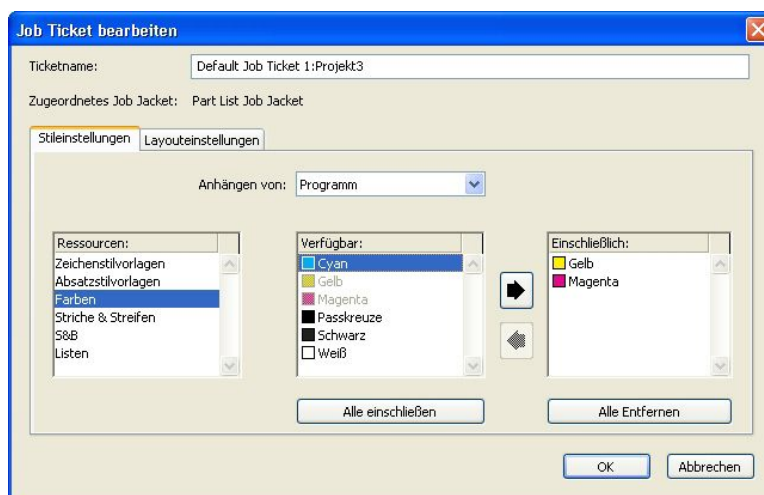 Job Ticket bearbeiten
Ticketname: Default Job Ticket 1:Projekt3
Zugeordnetes Job Jacket: Part List Job Jacket
Stileinstellungen Layouteinstellungen
Anhängen von: Programm
Ressourcen:
Zeichenstilvorlagen
Absatzstilvorlagen
Farben
Striche & Streifen
S&B
Listen
Verfügbar:
Cyan
Gelb
Magenta
Passkreuze
Schwarz
Weiß
Alle einschließen
Einschließlich:
Gelb
Magenta
Alle Entfernen
OK Abbrechen